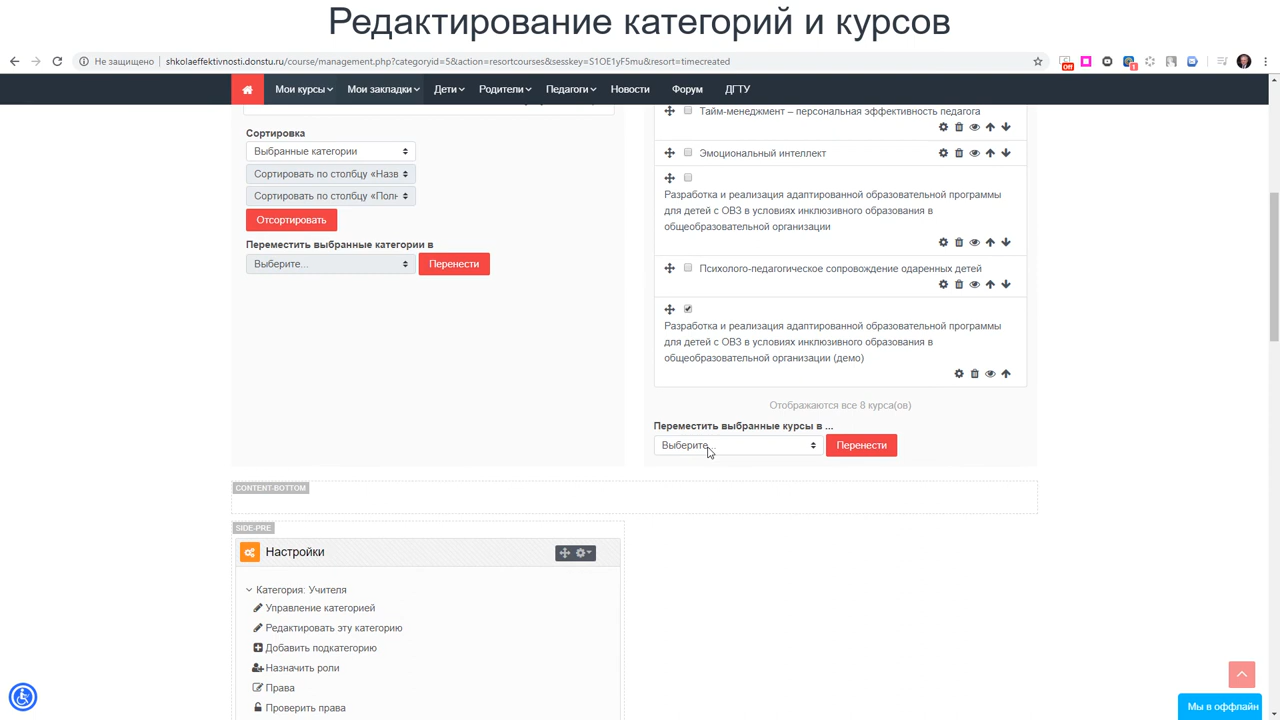 Редактирование категорий и курсов
Не защищено shkolaeffektivnosti.donstu.ru/course/management.php?categoryid=5&action=resortcourses&sesskey=S1OE1yF5mu&resort=timecreated
Off
1
Мои курсы Мои закладки Дети Родители Педагоги Новости Форум ДГТУ
Сортировка
Выбранные категории
Сортировать по столбцу «Назв
Сортировать по столбцу «Полн
Отсортировать
Переместить выбранные категории в
Выберите... Перенести
Тайм-менеджмент – персональная эффективность педагога
Эмоциональный интеллект
Разработка и реализация адаптированной образовательной программы
для детей с ОВЗ в условиях инклюзивного образования в
общеобразовательной организации
Психолого-педагогическое сопровождение одаренных детей
Разработка и реализация адаптированной образовательной программы
для детей с ОВЗ в условиях инклюзивного образования в
общеобразовательной организации (демо)
Отображаются все 8 курса(ов)
Переместить выбранные курсы в ...
Выберите... Перенести
CONTENT-BOTTOM
SIDE-PRE
Настройки
Категория: Учителя
Управление категорией
Редактировать эту категорию
Добавить подкатегорию
Назначить роли
Права
Проверить права
Мы в оффлайн